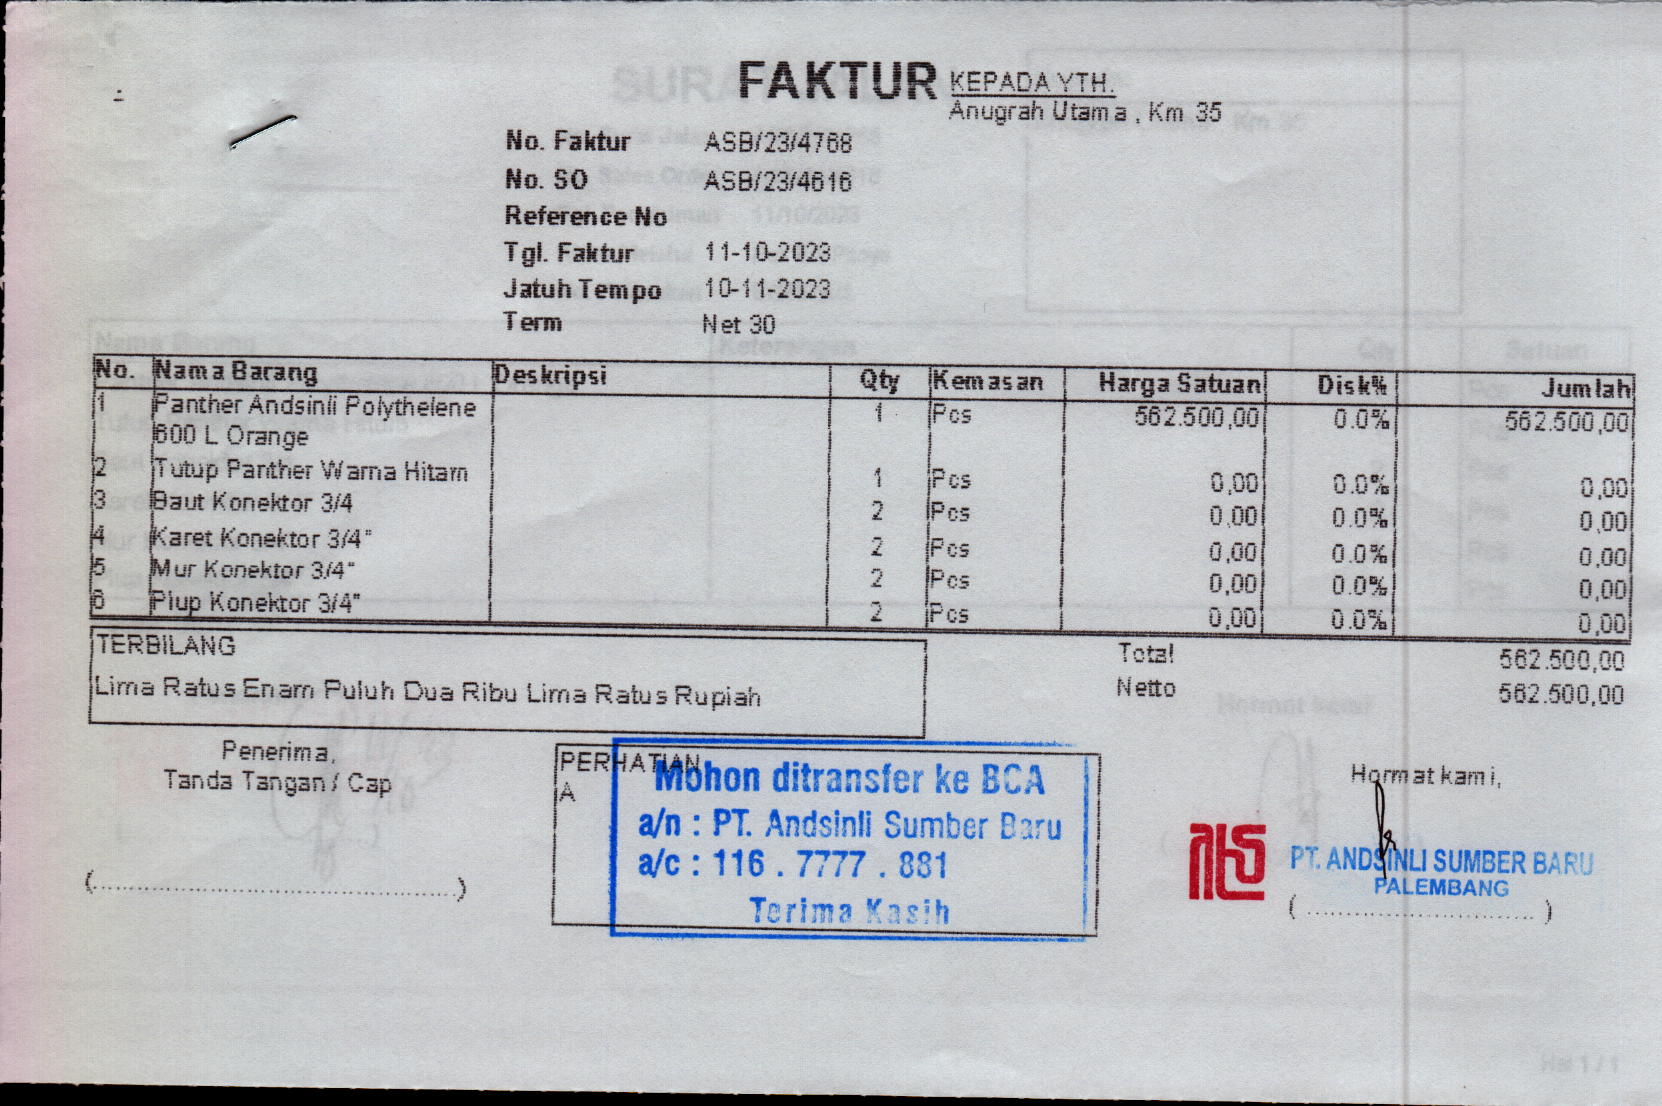 FAKTUR
KEPADA YTH.
Anugrah Utama , Km 35
No. Faktur ASB/23/4768
No. SO ASB/23/4616
Reference No
Tgl. Faktur 11-10-2023
Jatuh Tempo 10-11-2023
Term Net 30
No. Nama Barang Deskripsi Qty Kemasan Harga Satuan Disk% Jumlah
1 Panther Andsinli Polythelene 1 Pcs 562.500,00 0.0% 562.500,00
600 L Orange
2 Tutup Panther Warna Hitam 1 Pcs 0,00 0.0% 0,00
3 Baut Konektor 3/4 2 Pcs 0,00 0.0% 0,00
4 Karet Konektor 3/4" 2 Pcs 0,00 0.0% 0,00
5 Mur Konektor 3/4" 2 Pcs 0,00 0.0% 0,00
6 Plup Konektor 3/4" 2 Pcs 0,00 0.0% 0,00
TERBILANG
Lima Ratus Enam Puluh Dua Ribu Lima Ratus Rupiah
Total 562.500,00
Netto 562.500,00
Penerima,
Tanda Tangan / Cap
PERHATIAN
A
Mohon ditransfer ke BCA
a/n : PT. Andsinli Sumber Baru
a/c : 116 . 7777 . 881
Terima Kasih
Hormat kami,
PT. ANDSINLI SUMBER BARU
PALEMBANG